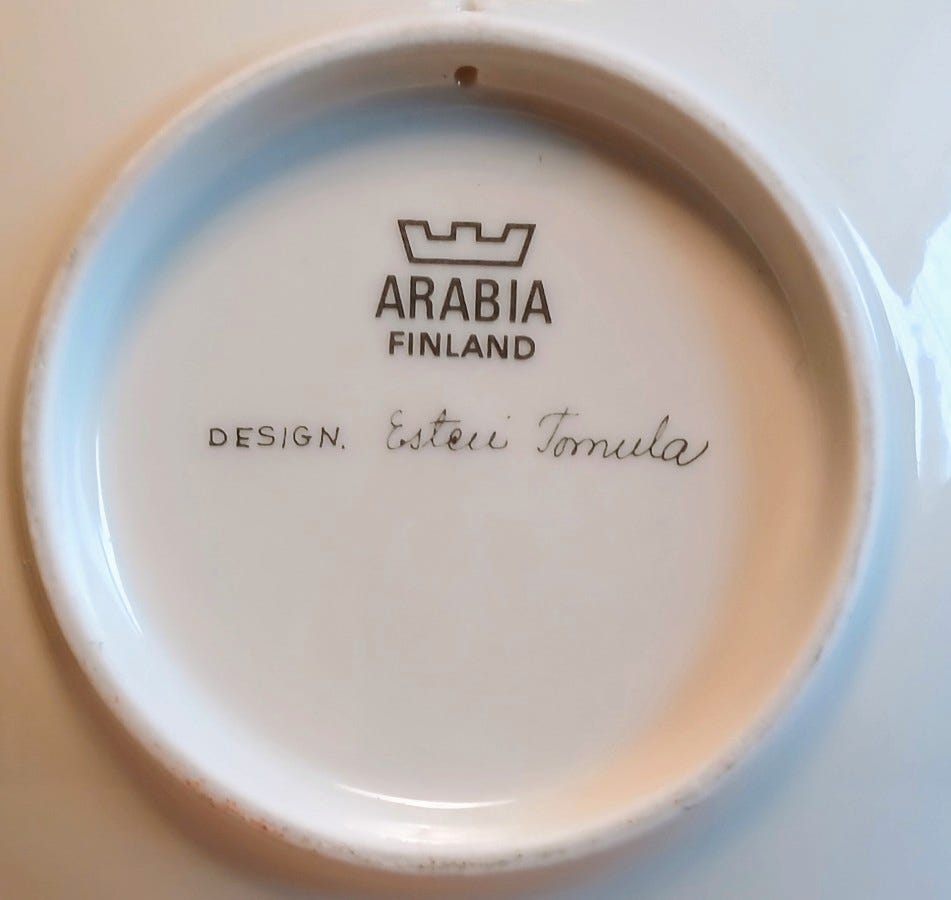 ARABIA
FINLAND
DESIGN. Esteri Tomula